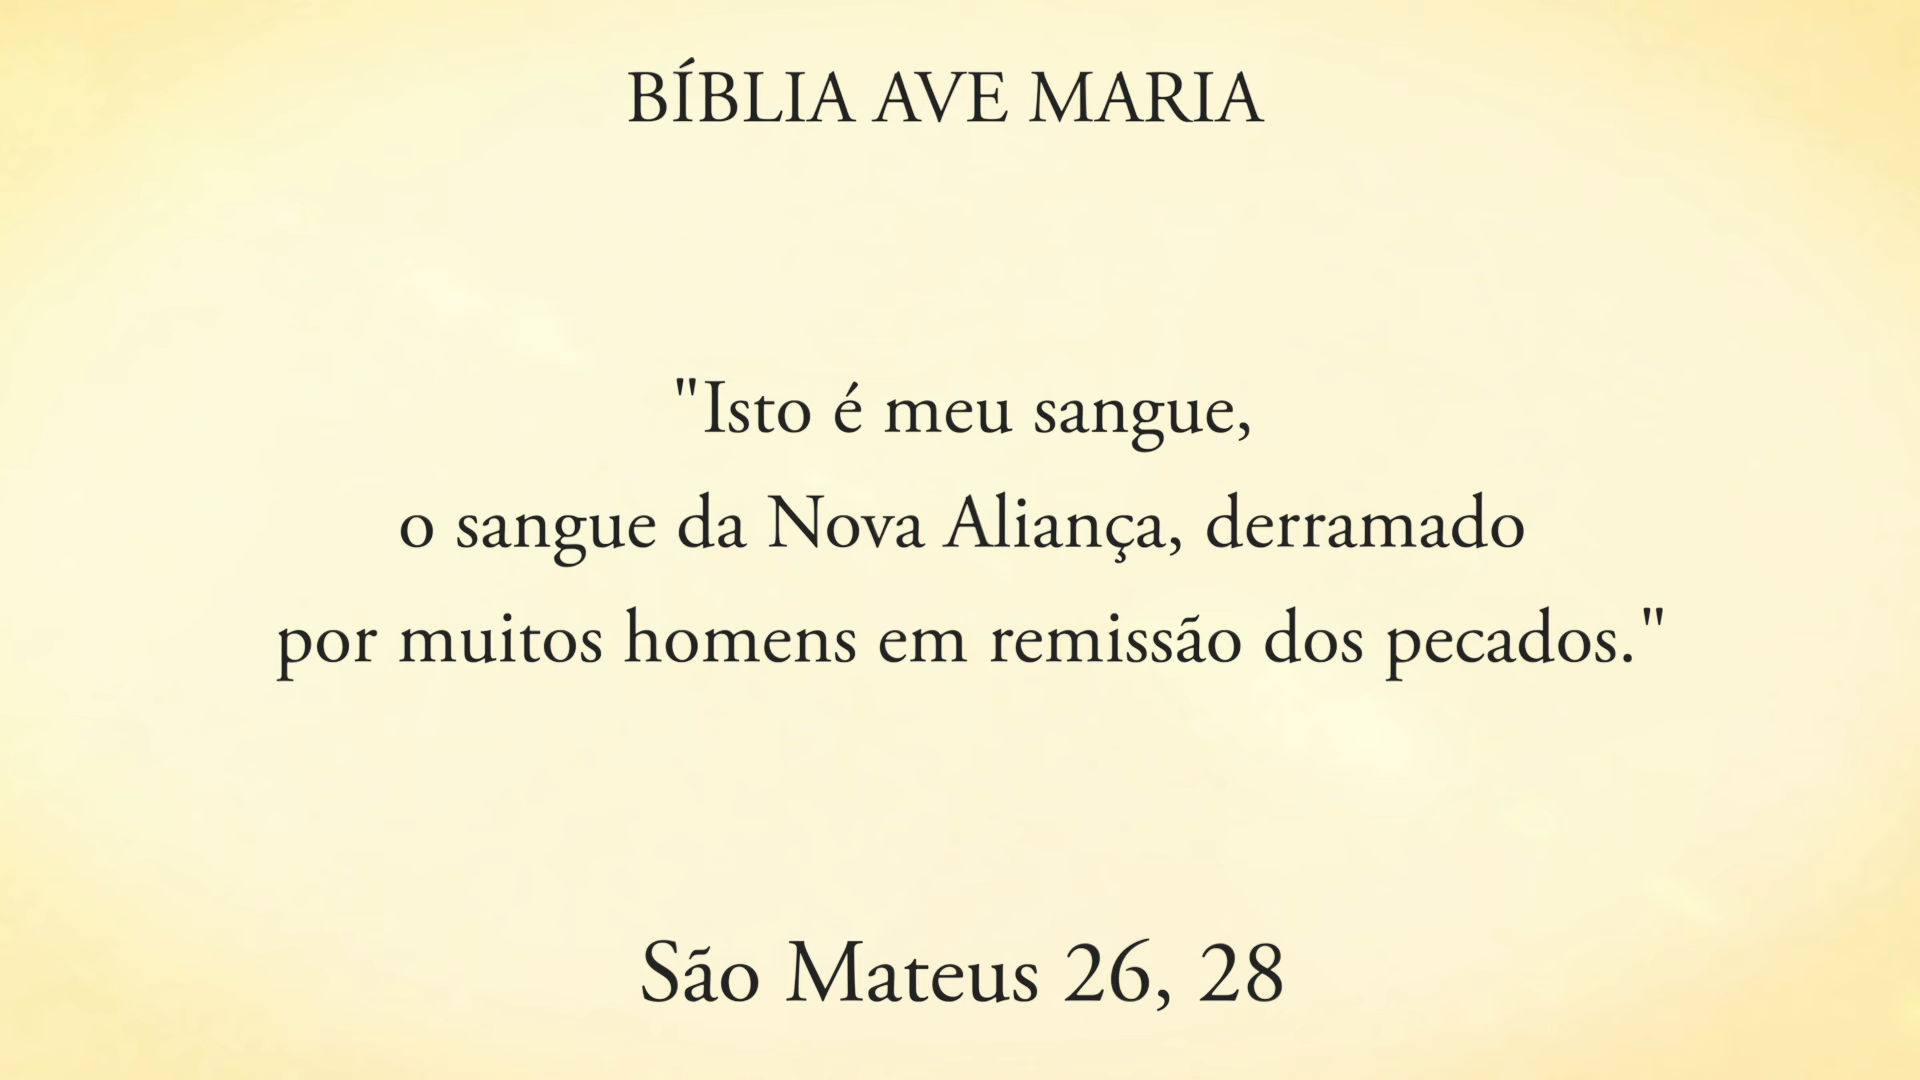 BÍBLIA AVE MARIA
"Isto é meu sangue,
o sangue da Nova Aliança, derramado
por muitos homens em remissão dos pecados."
São Mateus 26, 28